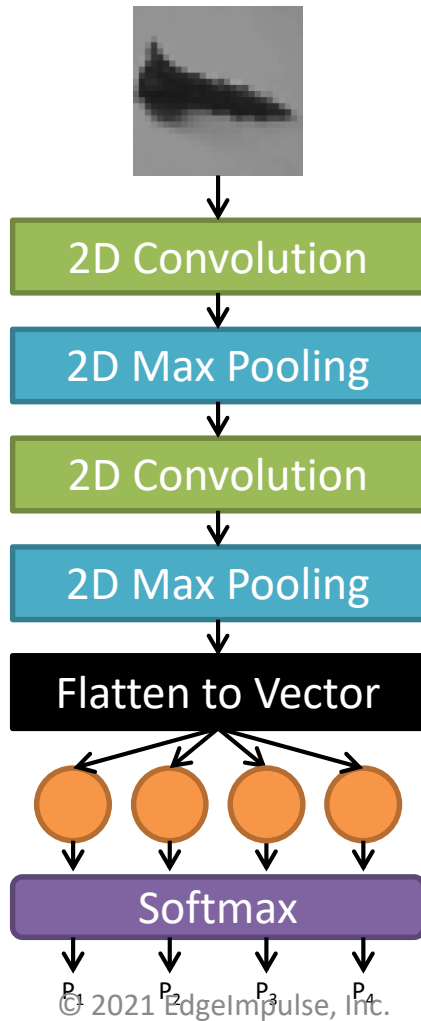 2D Convolution
2D Max Pooling
2D Convolution
2D Max Pooling
Flatten to Vector
Softmax
P₁ P₂ P₃ P₄
© 2021 EdgeImpulse, Inc.